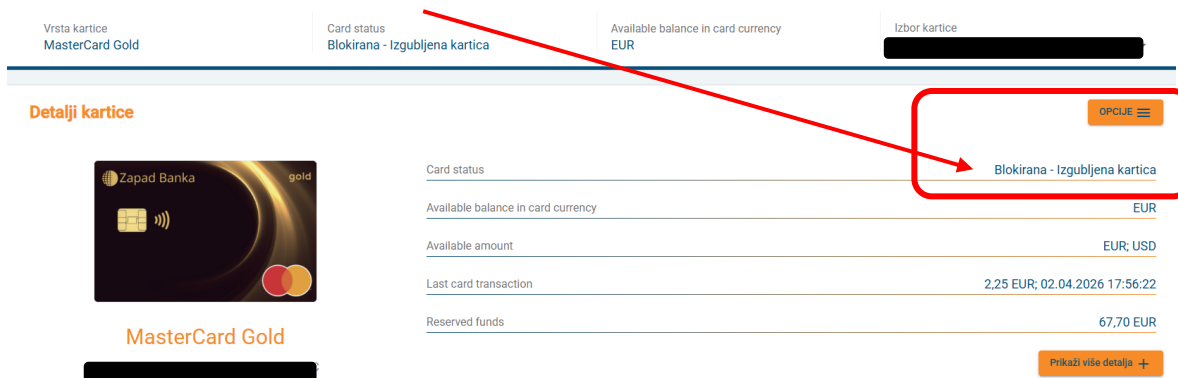 Vrsta kartice
MasterCard Gold
Card status
Blokirana - Izgubljena kartica
Available balance in card currency
EUR
Izbor kartice
Detalji kartice
OPCIJE
Zapad Banka
gold
MasterCard Gold
Card status Blokirana - Izgubljena kartica
Available balance in card currency EUR
Available amount EUR; USD
Last card transaction 2,25 EUR; 02.04.2026 17:56:22
Reserved funds 67,70 EUR
Prikaži više detalja +